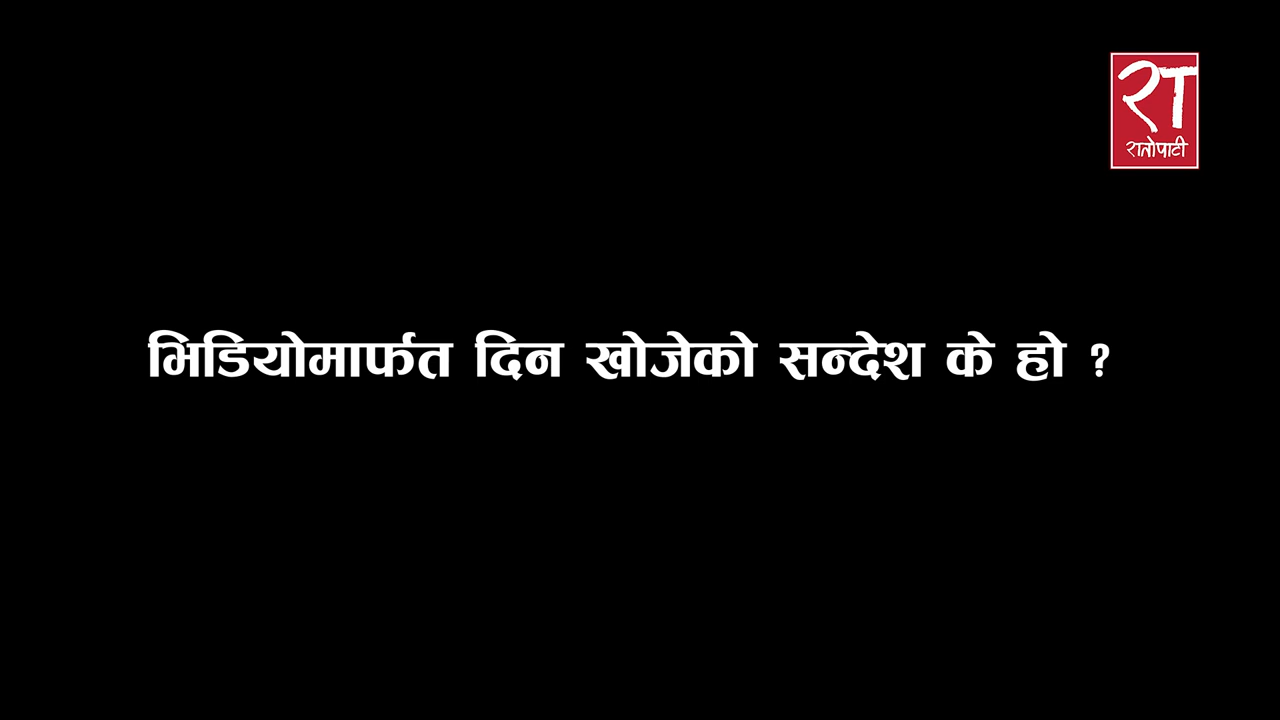 रा
रातोपाटी
भिडियोमार्फत दिन खोजेको सन्देश के हो ?